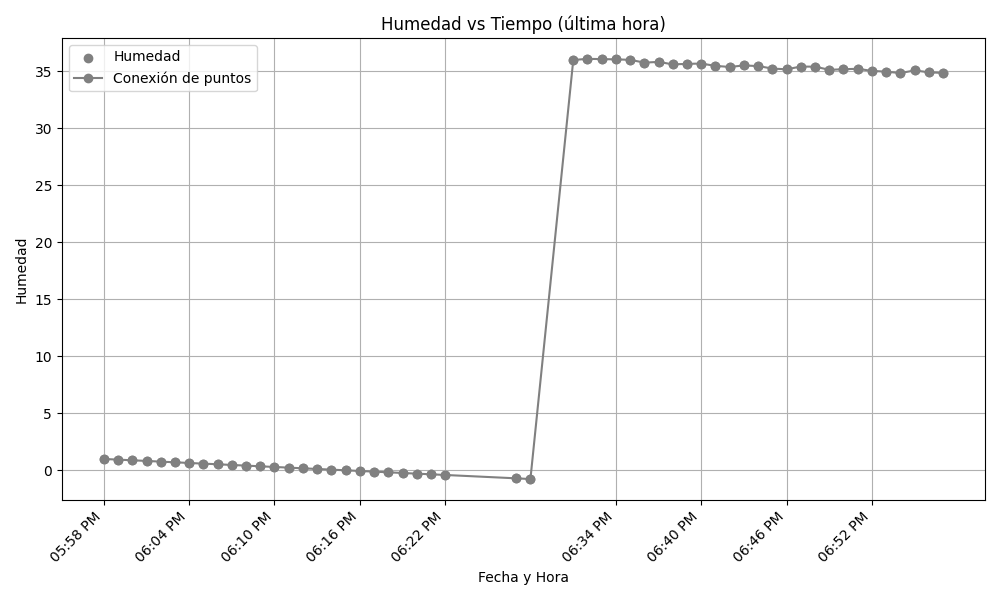 Humedad vs Tiempo (última hora)
Humedad
Conexión de puntos
Humedad
35
30
25
20
15
10
5
0
05:58 PM
06:04 PM
06:10 PM
06:16 PM
06:22 PM
06:34 PM
06:40 PM
06:46 PM
06:52 PM
Fecha y Hora